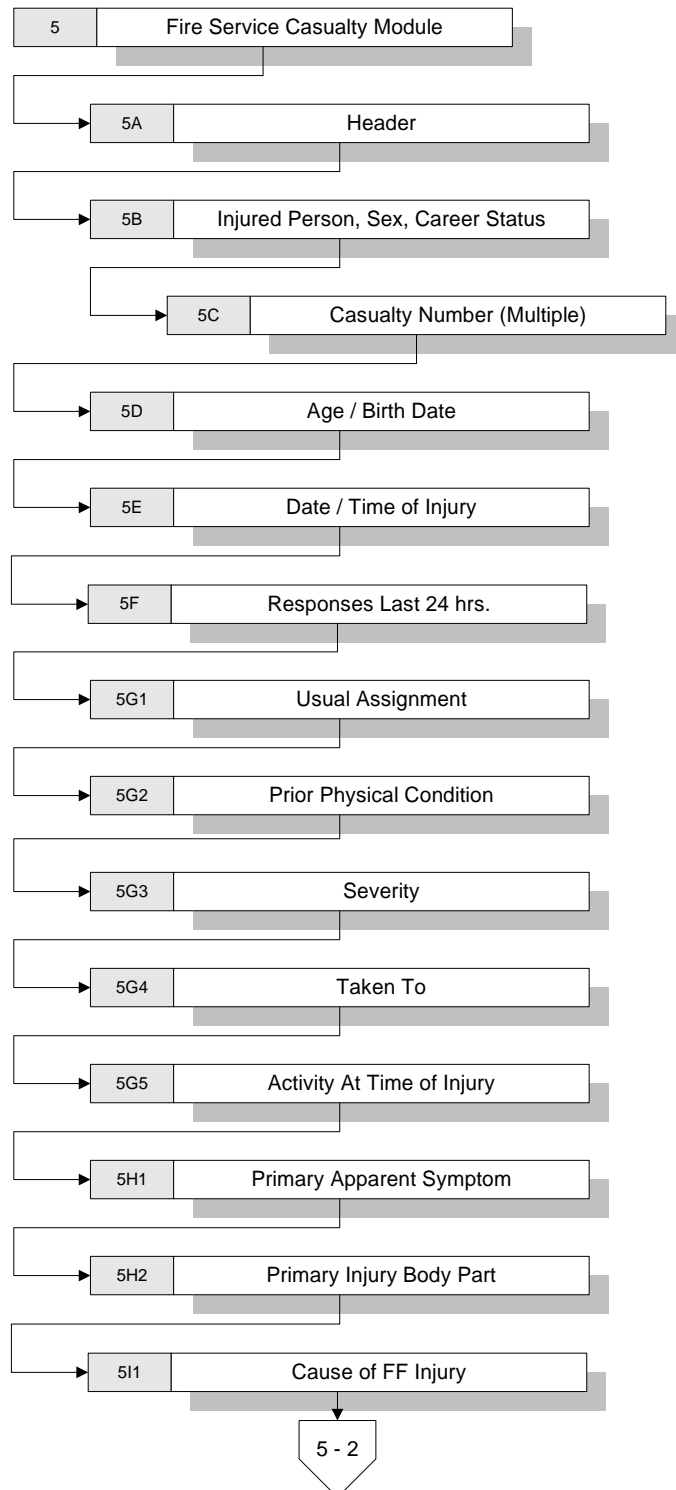 5 Fire Service Casualty Module
5A Header
5B Injured Person, Sex, Career Status
5C Casualty Number (Multiple)
5D Age / Birth Date
5E Date / Time of Injury
5F Responses Last 24 hrs.
5G1 Usual Assignment
5G2 Prior Physical Condition
5G3 Severity
5G4 Taken To
5G5 Activity At Time of Injury
5H1 Primary Apparent Symptom
5H2 Primary Injury Body Part
5I1 Cause of FF Injury
5 - 2